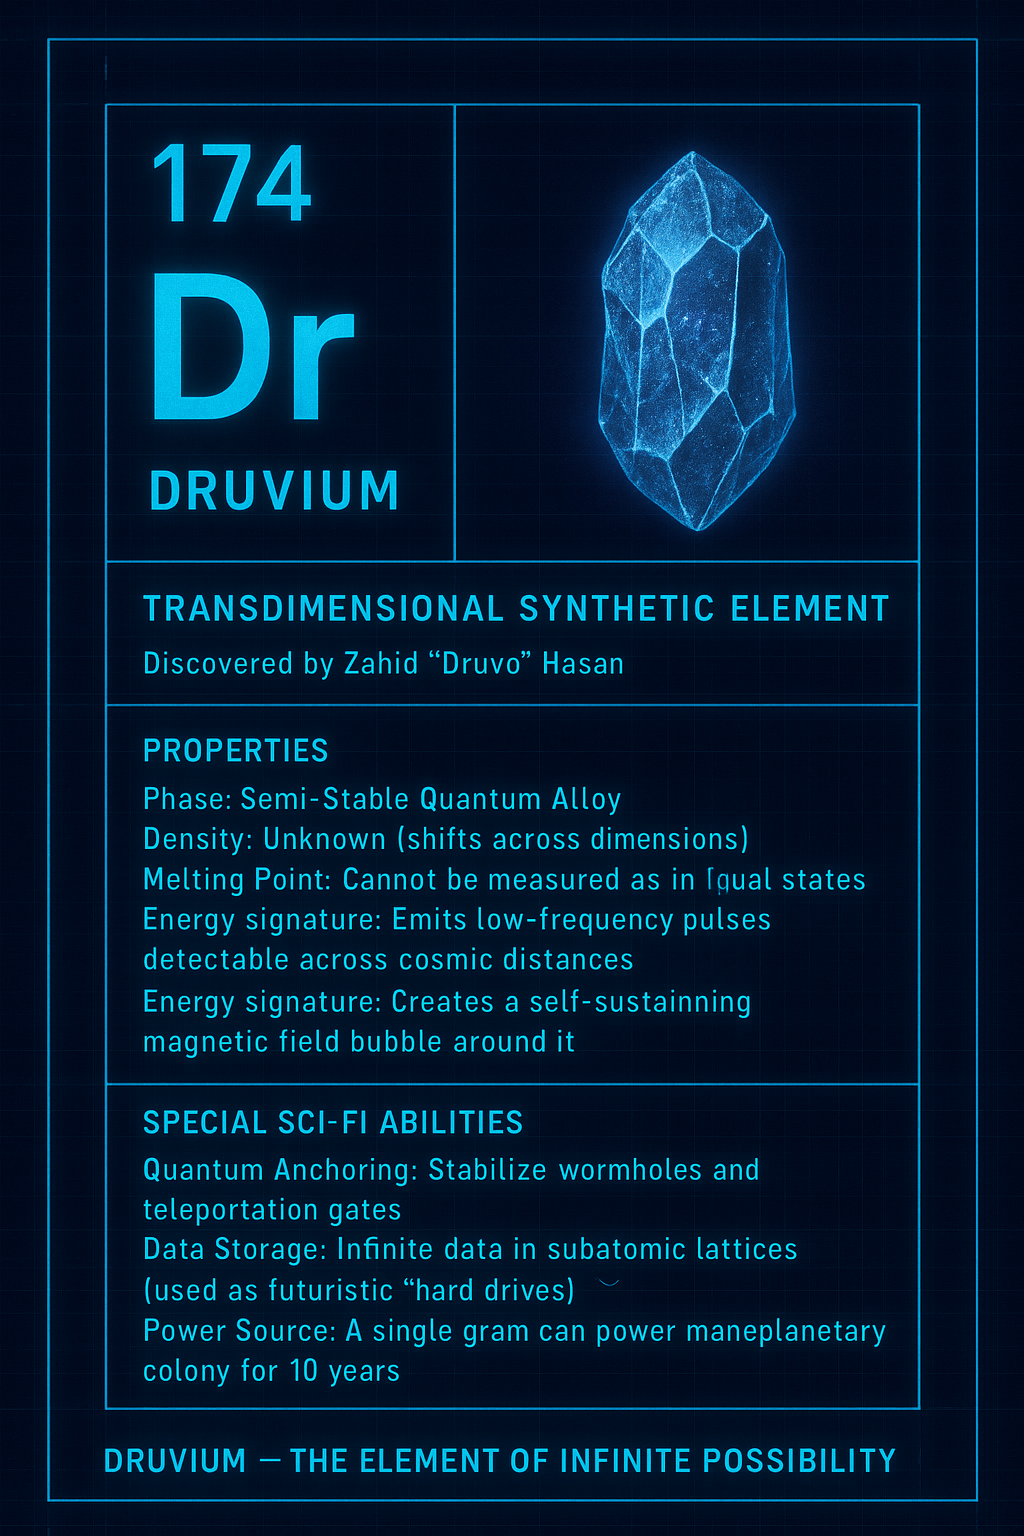 174
Dr
DRUVIUM
TRANSDIMENSIONAL SYNTHETIC ELEMENT
Discovered by Zahid “Druvo” Hasan
PROPERTIES
Phase: Semi-Stable Quantum Alloy
Density: Unknown (shifts across dimensions)
Melting Point: Cannot be measured as in states
Energy signature: Emits low-frequency pulses
detectable across cosmic distances
Energy signature: Creates a self-sustainning
magnetic field bubble around it
SPECIAL SCI-FI ABILITIES
Quantum Anchoring: Stabilize wormholes and
teleportation gates
Data Storage: Infinite data in subatomic lattices
(used as futuristic “hard drives)
Power Source: A single gram can power maneplanetary
colony for 10 years
DRUVIUM – THE ELEMENT OF INFINITE POSSIBILITY